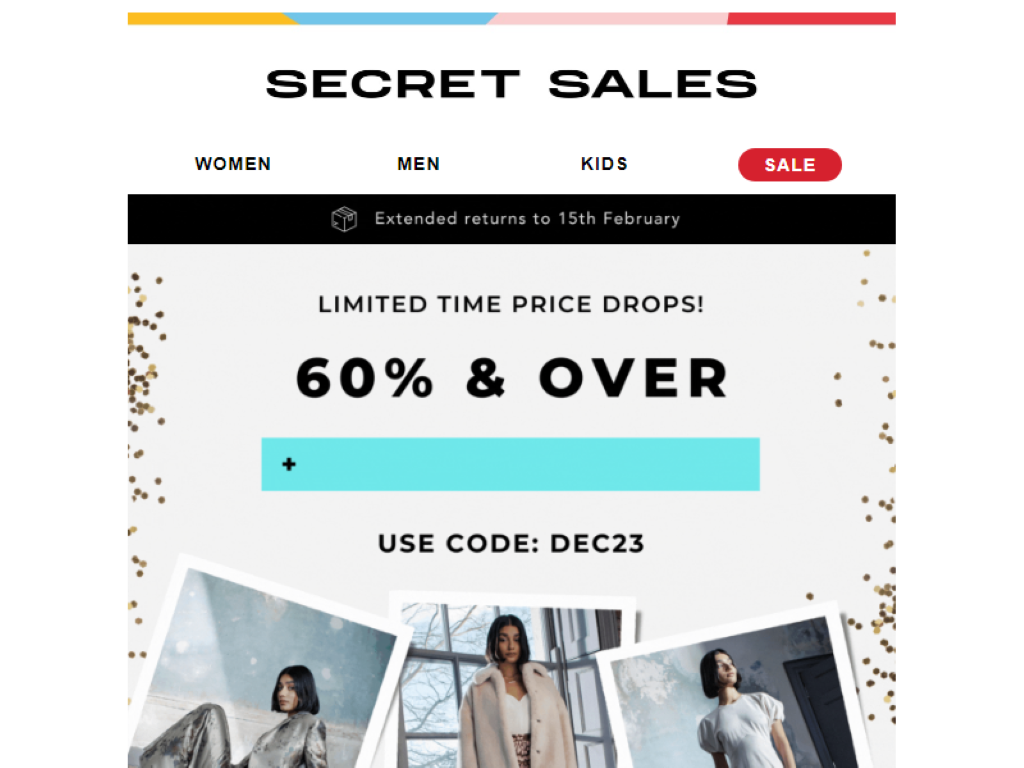 SECRET SALES
WOMEN MEN KIDS SALE
Extended returns to 15th February
LIMITED TIME PRICE DROPS!
60% & OVER
+
USE CODE: DEC23